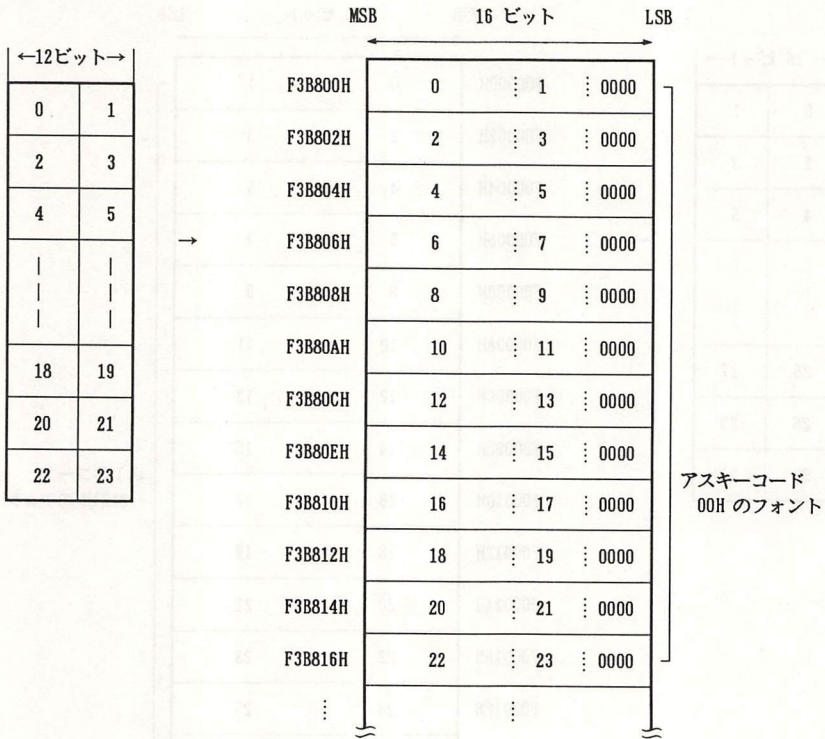 MSB 16 ビット LSB
←12ビット→
0 1
2 3
4 5
18 19
20 21
22 23
→
F3B800H 0 1 0000
F3B802H 2 3 0000
F3B804H 4 5 0000
F3B806H 6 7 0000
F3B808H 8 9 0000
F3B80AH 10 11 0000
F3B80CH 12 13 0000
F3B80EH 14 15 0000
F3B810H 16 17 0000
F3B812H 18 19 0000
F3B814H 20 21 0000
F3B816H 22 23 0000
アスキーコード
00H のフォント